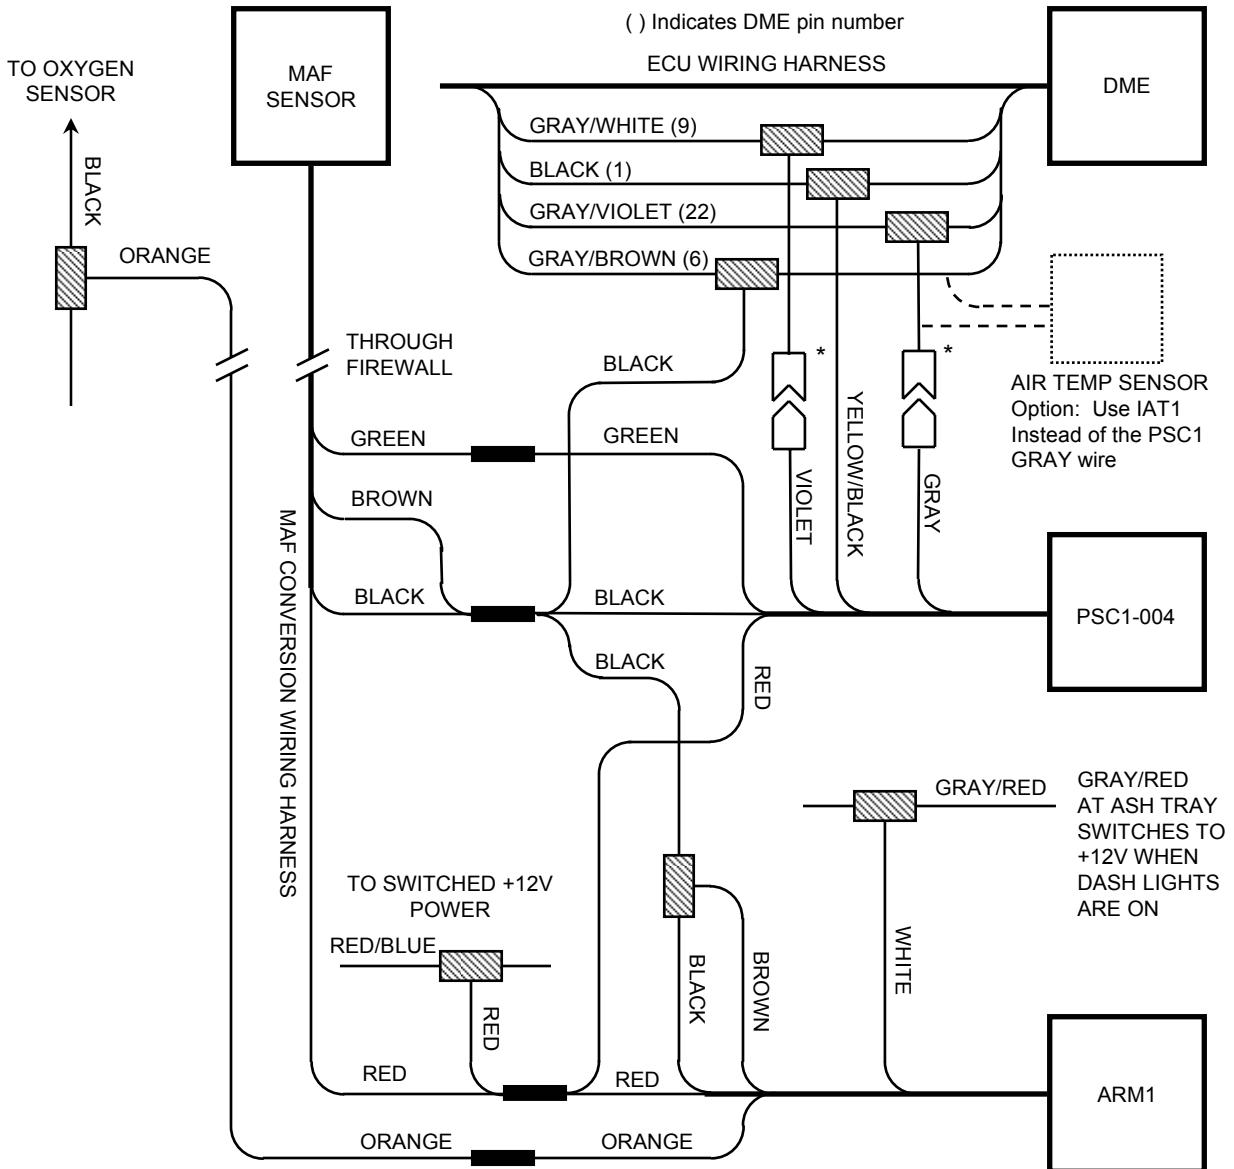 ( ) Indicates DME pin number
TO OXYGEN
SENSOR
MAF
SENSOR
ECU WIRING HARNESS
DME
GRAY/WHITE (9)
BLACK (1)
GRAY/VIOLET (22)
GRAY/BROWN (6)
BLACK
ORANGE
THROUGH
FIREWALL
BLACK
*
*
AIR TEMP SENSOR
Option: Use IAT1
Instead of the PSC1
GRAY wire
GREEN
GREEN
VIOLET
YELLOW/BLACK
GRAY
BROWN
MAF CONVERSION WIRING HARNESS
BLACK
BLACK
PSC1-004
BLACK
RED
GRAY/RED
GRAY/RED
AT ASH TRAY
SWITCHES TO
+12V WHEN
DASH LIGHTS
ARE ON
TO SWITCHED +12V
POWER
RED/BLUE
RED
BLACK
BROWN
WHITE
RED
RED
ARM1
ORANGE
ORANGE